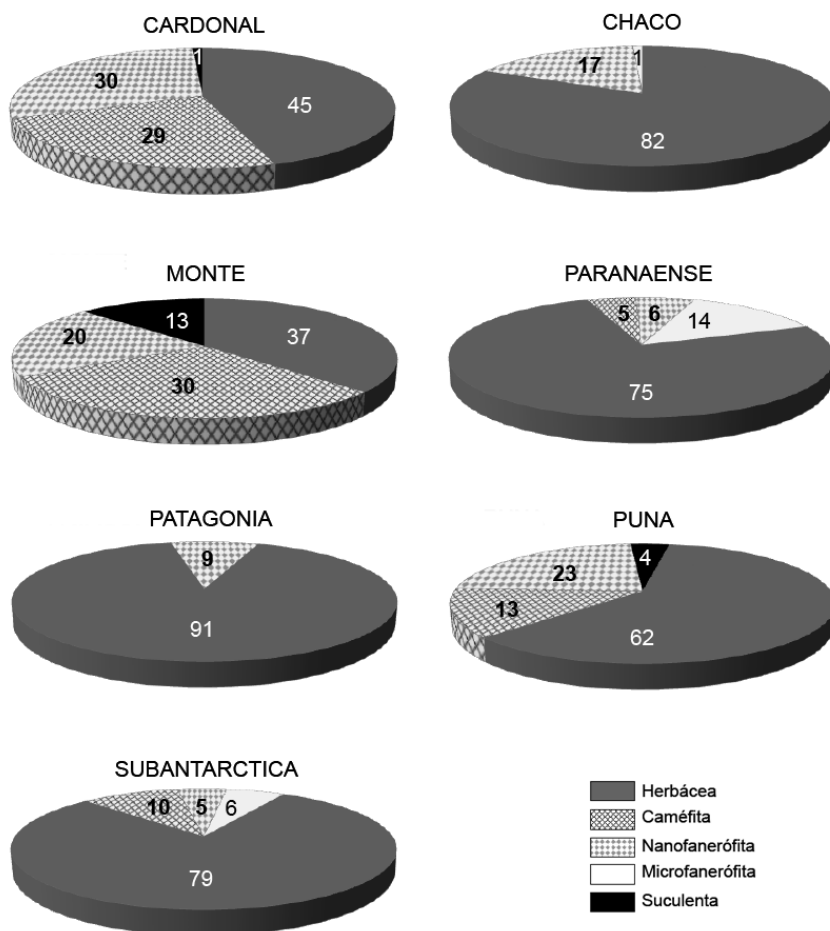 CARDONAL
1
30
45
29
CHACO
1
17
82
MONTE
13
20
37
30
PARANAENSE
5
6
14
75
PATAGONIA
9
91
PUNA
4
23
13
62
SUBANTARCTICA
10
5
6
79
Herbácea
Caméfita
Nanofanerófita
Microfanerófita
Suculenta